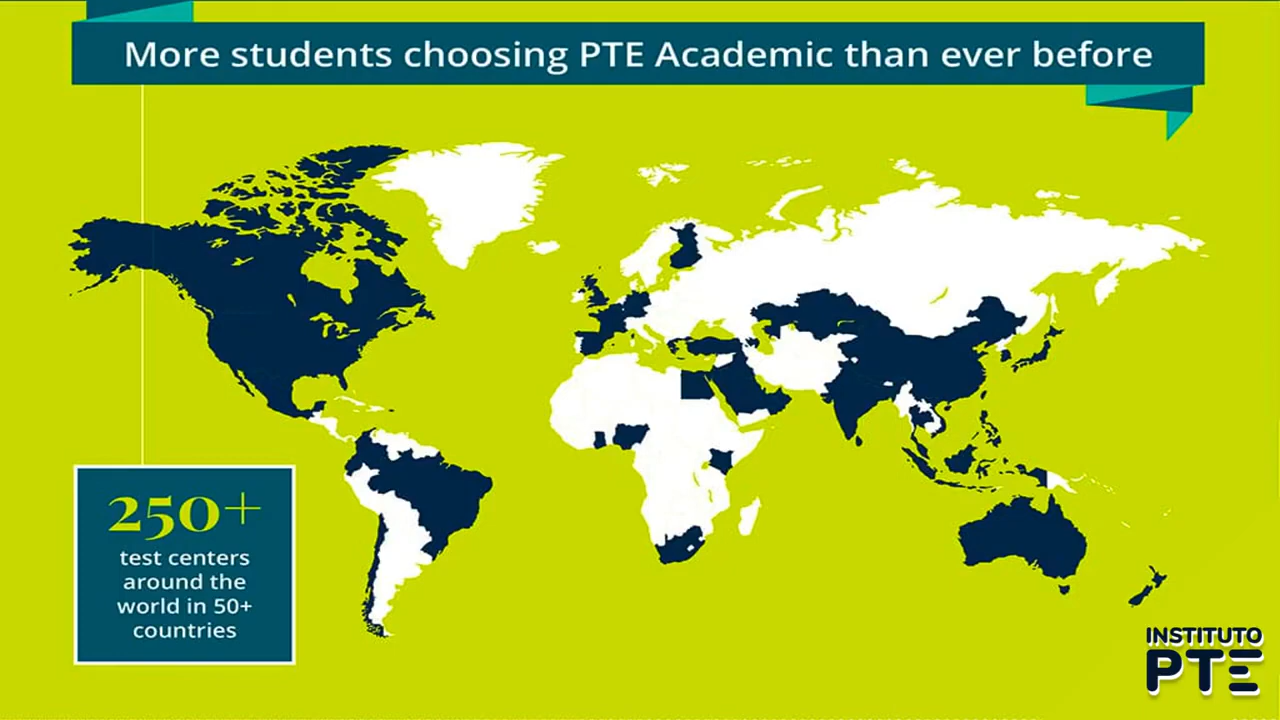 More students choosing PTE Academic than ever before
250+
test centers
around the
world in 50+
countries
INSTITUTO
PTE